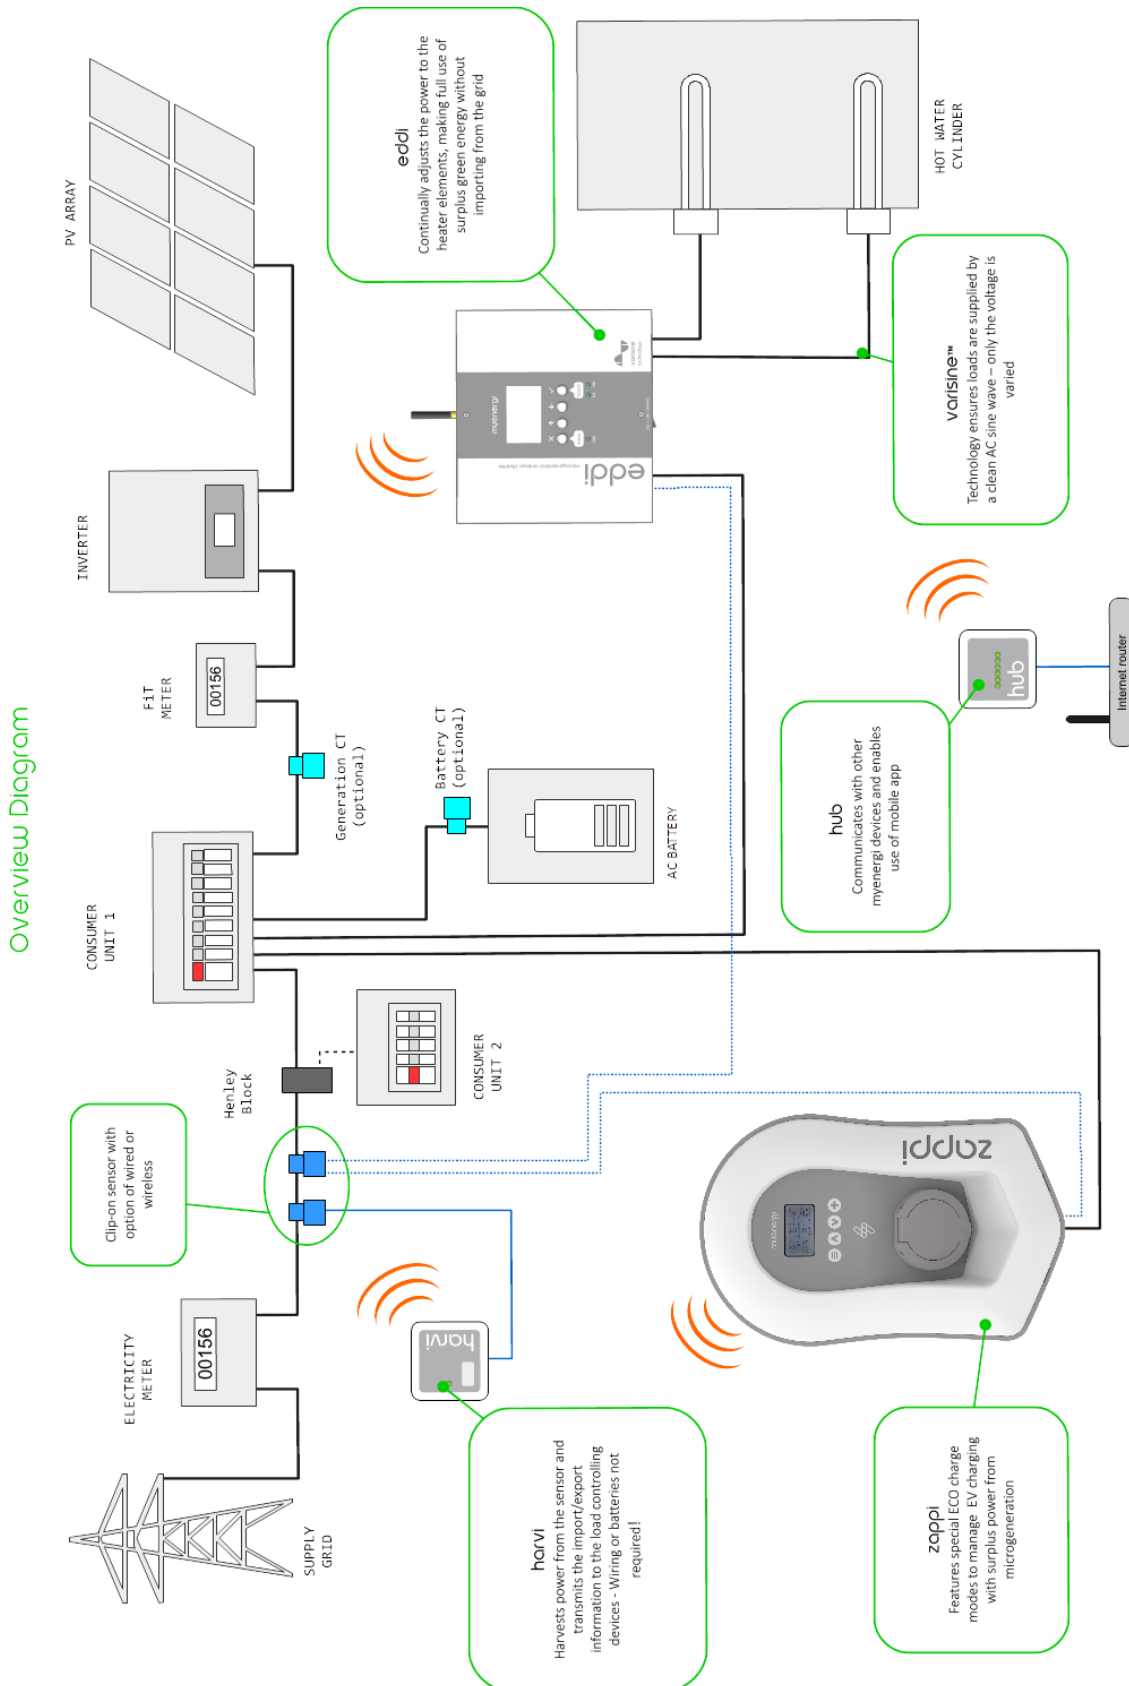 Overview Diagram
SUPPLY
GRID
ELECTRICITY
METER
00156
Clip-on sensor with
option of wired or
wireless
Henley
Block
CONSUMER
UNIT 1
CONSUMER
UNIT 2
Generation CT
(optional)
FiT
METER
00156
INVERTER
PV ARRAY
Battery CT
(optional)
AC BATTERY
harvi
harvi
Harvests power from the sensor and
transmits the import/export
information to the load controlling
devices - Wiring or batteries not
required!
eddi
Continually adjusts the power to the
heater elements, making full use of
surplus green energy without
importing from the grid
eddi
microgeneration energy diverter
myenergi
varisine
technology
HOT WATER
CYLINDER
varisine™
Technology ensures loads are supplied by
a clean AC sine wave – only the voltage is
varied
hub
Communicates with other
myenergi devices and enables
use of mobile app
hub
Internet router
zappi
myenergi
zappi
Features special ECO charge
modes to manage EV charging
with surplus power from
microgeneration